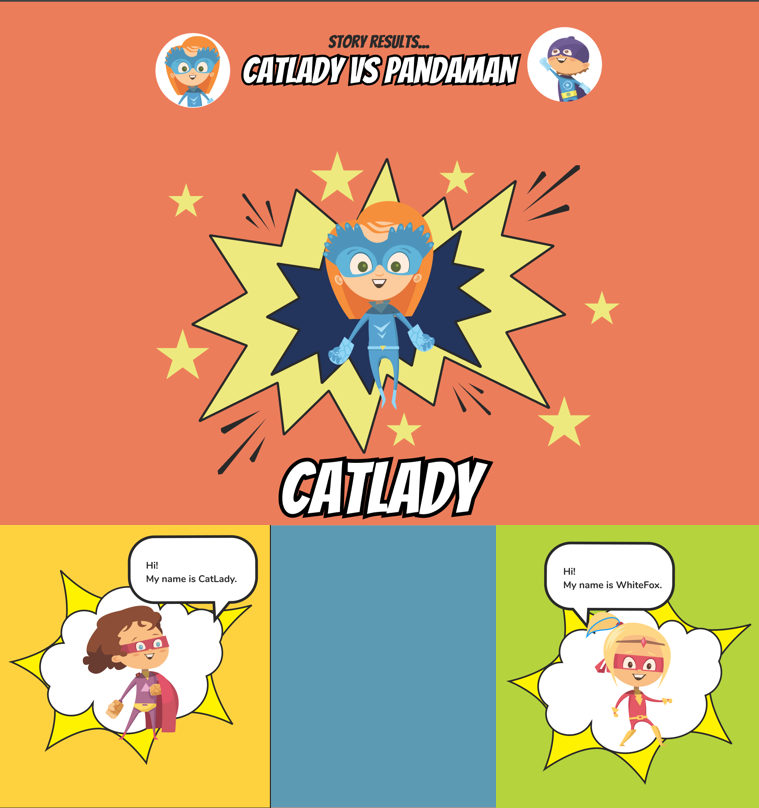 STORY RESULTS...
CATLADY VS PANDAMAN
CATLADY
Hi!
My name is CatLady.
Hi!
My name is WhiteFox.